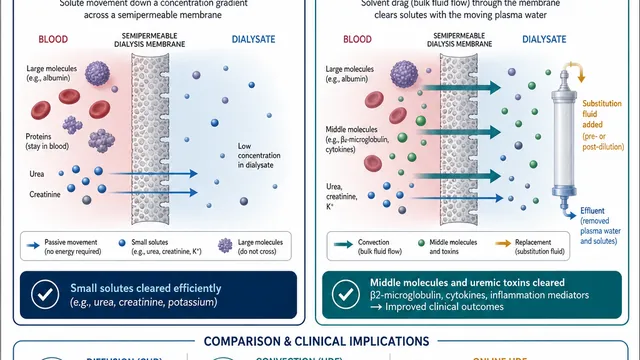 Solute movement down a concentration gradient
across a semipermeable membrane
BLOOD
SEMIPERMEABLE
DIALYSIS MEMBRANE
DIALYSATE
Large molecules
(e.g., albumin)
Proteins
(stay in blood)
Urea
Creatinine
Low
concentration
in dialysate
Passive movement
(no energy required)
Small solutes
(e.g., urea, creatinine, K⁺)
Large molecules
(do not cross)
Small solutes cleared efficiently
(e.g., urea, creatinine, potassium)
Solvent drag (bulk fluid flow) through the membrane
clears solutes with the moving plasma water
BLOOD
SEMIPERMEABLE
DIALYSIS MEMBRANE
DIALYSATE
Large molecules
(e.g., albumin)
Middle molecules
(e.g., β₂-microglobulin,
cytokines)
Urea,
creatinine,
K⁺
Substitution
fluid
added
(pre- or
post-dilution)
Effluent
(removed
plasma water
and solutes)
Convection
(bulk fluid flow)
Middle molecules
and toxins
Replacement
(substitution fluid)
Middle molecules and uremic toxins cleared
β2-microglobulin, cytokines, inflammation mediators
→ Improved clinical outcomes
COMPARISON & CLINICAL IMPLICATIONS